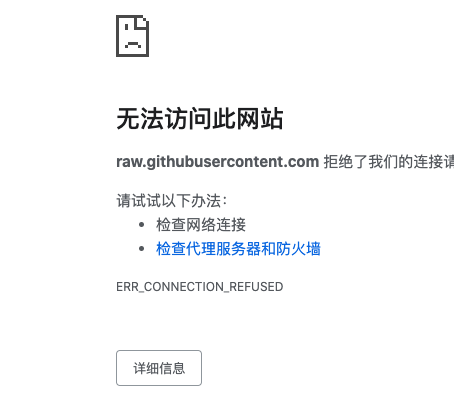 无法访问此网站
raw.githubusercontent.com 拒绝了我们的连接请
请试试以下办法：
• 检查网络连接
• 检查代理服务器和防火墙
ERR_CONNECTION_REFUSED
详细信息